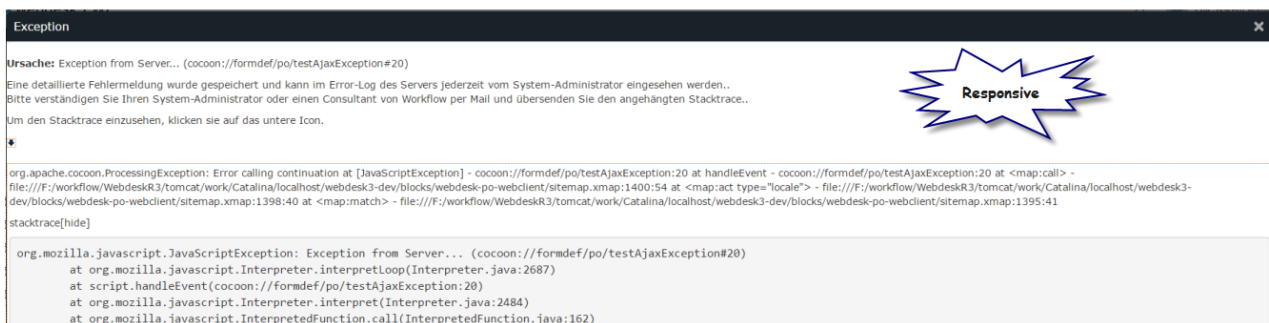 Exception
Ursache: Exception from Server... (cocoon://formdef/po/testAjaxException#20)
Eine detaillierte Fehlermeldung wurde gespeichert und kann im Error-Log des Servers jederzeit vom System-Administrator eingesehen werden..
Bitte verständigen Sie Ihren System-Administrator oder einen Consultant von Workflow per Mail und übersenden Sie den angehängten Stacktrace..
Um den Stacktrace einzusehen, klicken sie auf das untere Icon.
Responsive
org.apache.cocoon.ProcessingException: Error calling continuation at [JavaScriptException] - cocoon://formdef/po/testAjaxException:20 at handleEvent - cocoon://formdef/po/testAjaxException:20 at <map:call> -
file:///F:/workflow/WebdeskR3/tomcat/work/Catalina/localhost/webdesk3-dev/blocks/webdesk-po-webclient/sitemap.xmap:1400:54 at <map:act type="locale"> - file:///F:/workflow/WebdeskR3/tomcat/work/Catalina/localhost/webdesk3-
dev/blocks/webdesk-po-webclient/sitemap.xmap:1398:40 at <map:match> - file:///F:/workflow/WebdeskR3/tomcat/work/Catalina/localhost/webdesk3-dev/blocks/webdesk-po-webclient/sitemap.xmap:1395:41
stacktrace[hide]
org.mozilla.javascript.JavaScriptException: Exception from Server... (cocoon://formdef/po/testAjaxException#20)
at org.mozilla.javascript.Interpreter.interpretLoop(Interpreter.java:2687)
at script.handleEvent(cocoon://formdef/po/testAjaxException:20)
at org.mozilla.javascript.Interpreter.interpret(Interpreter.java:2484)
at org.mozilla.javascript.InterpretedFunction.call(InterpretedFunction.java:162)